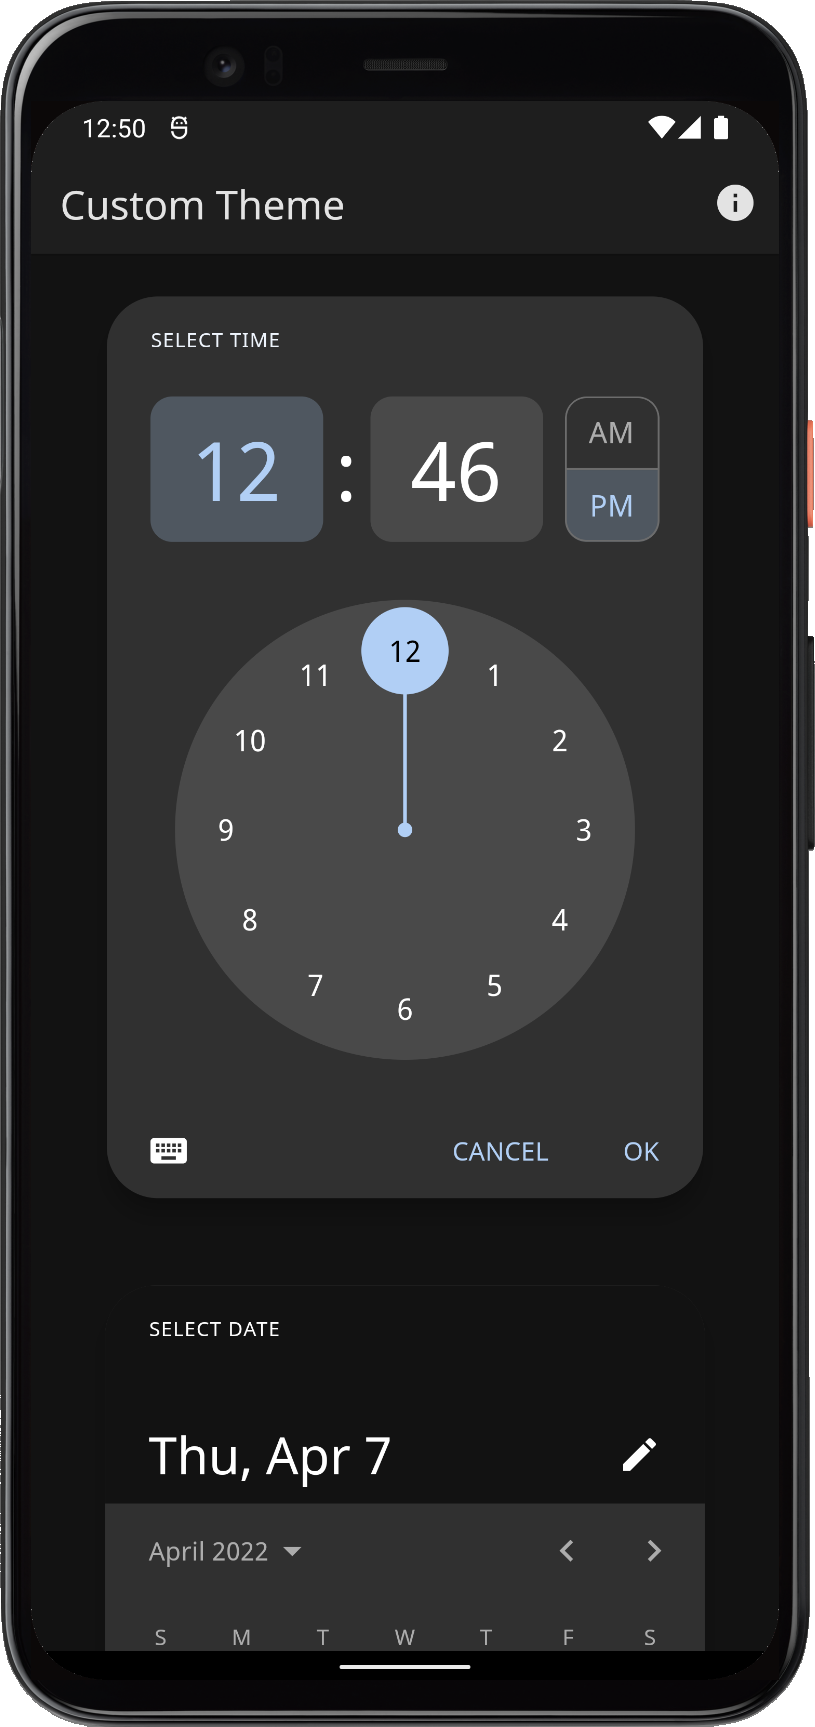 12:50
Custom Theme
SELECT TIME
12 : 46
AM
PM
12
11 1
10 2
9 3
8 4
7 5
6
CANCEL OK
SELECT DATE
Thu, Apr 7
April 2022
S M T W T F S